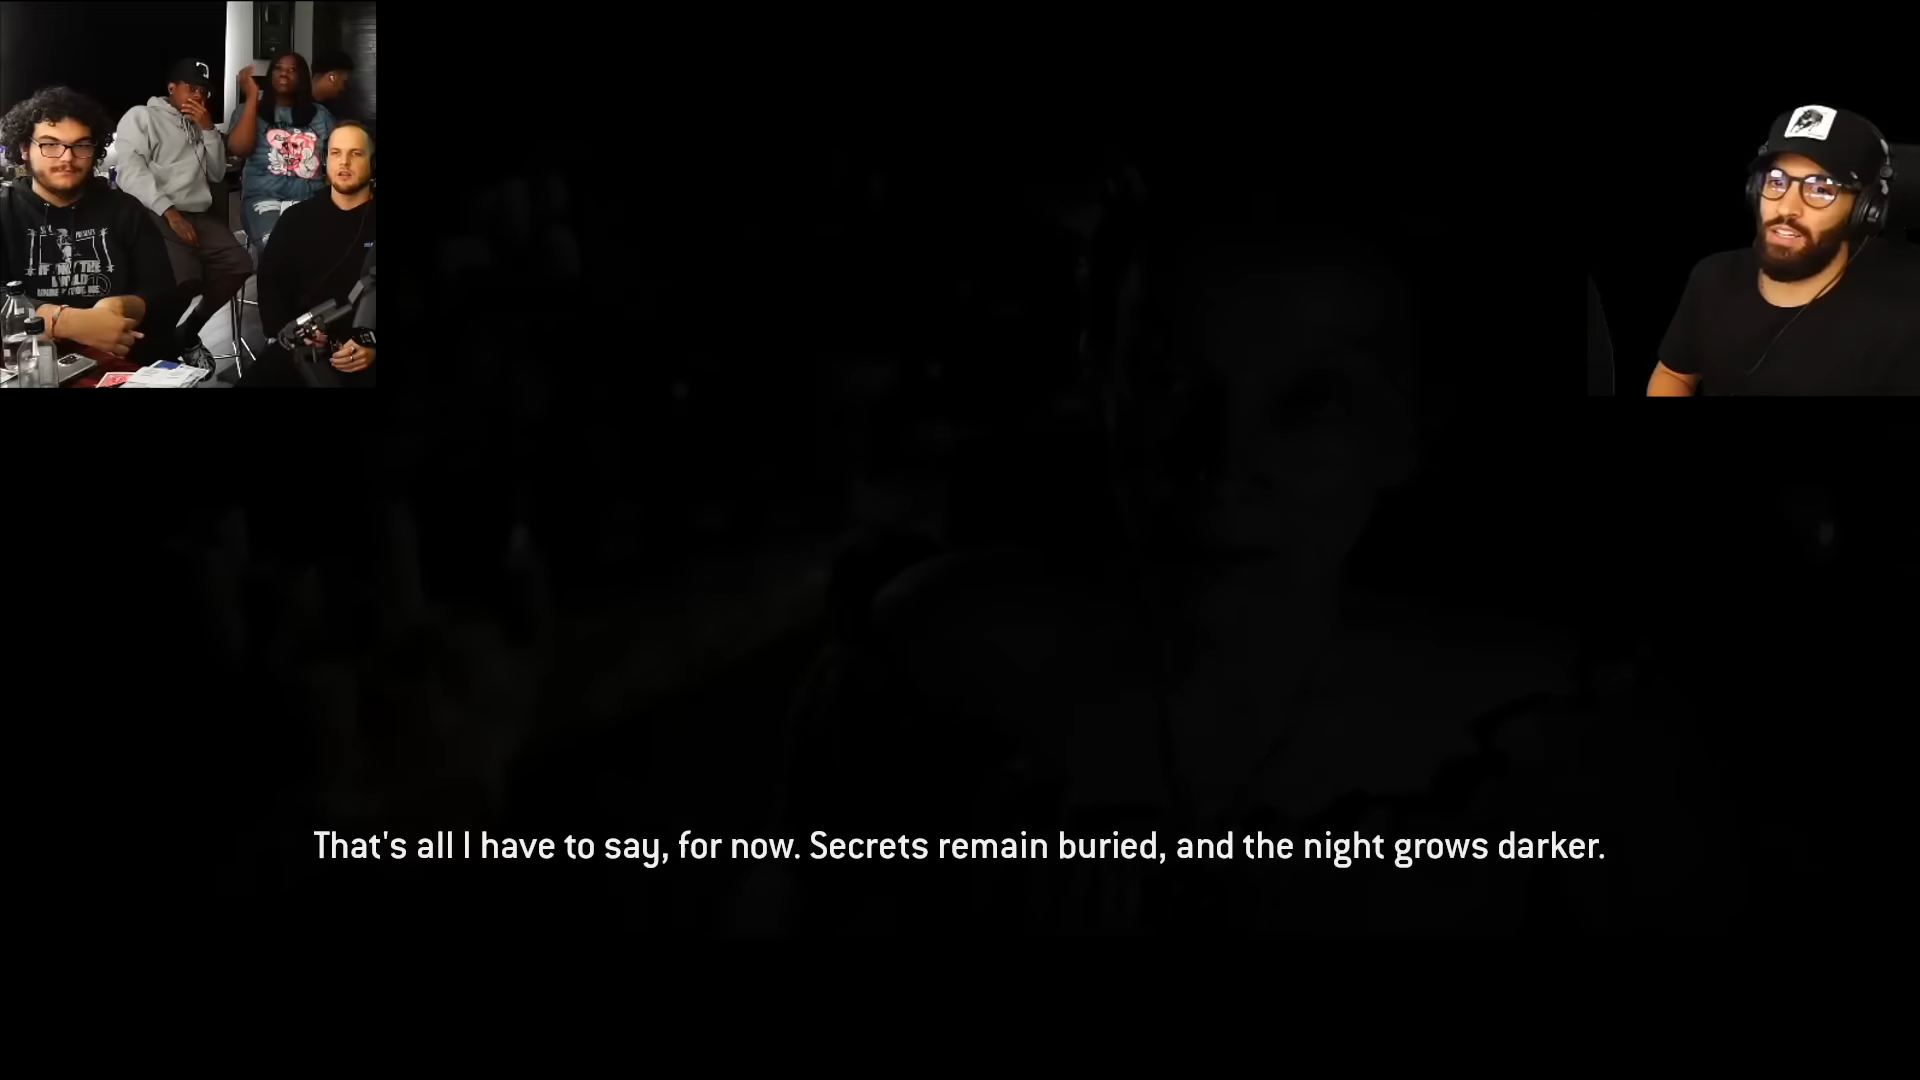 That's all I have to say, for now. Secrets remain buried, and the night grows darker.